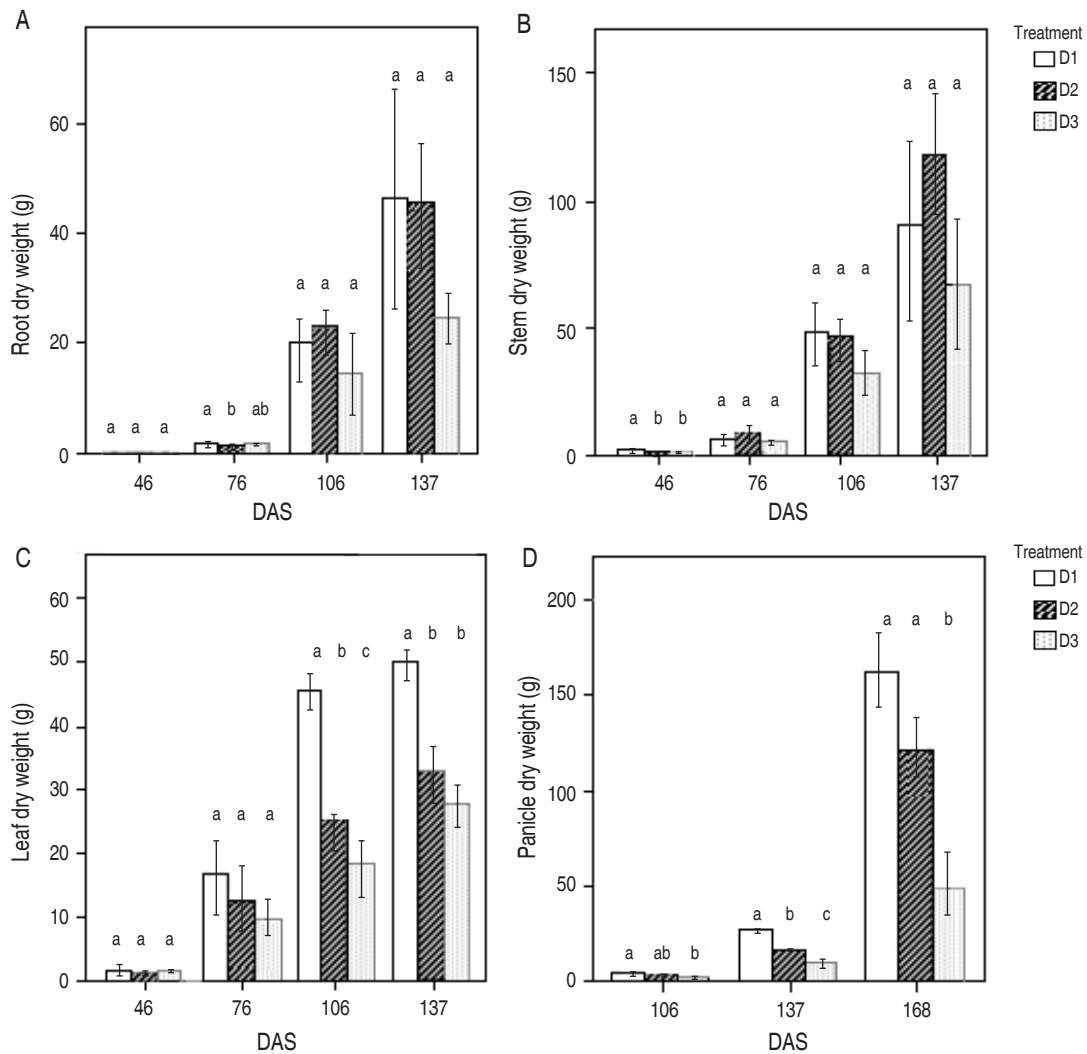 A
Root dry weight (g)
60
40
20
0
a a a
a b ab
a a a
a a a
46 76 106 137
DAS
B
Stem dry weight (g)
150
100
50
0
a b b
a a a
a a a
a a a
46 76 106 137
DAS
Treatment
D1
D2
D3
C
Leaf dry weight (g)
60
50
40
30
20
10
0
a a a
a a a
a b c
a b b
46 76 106 137
DAS
D
Panicle dry weight (g)
200
150
100
50
0
a ab b
a b c
a a b
106 137 168
DAS
Treatment
D1
D2
D3